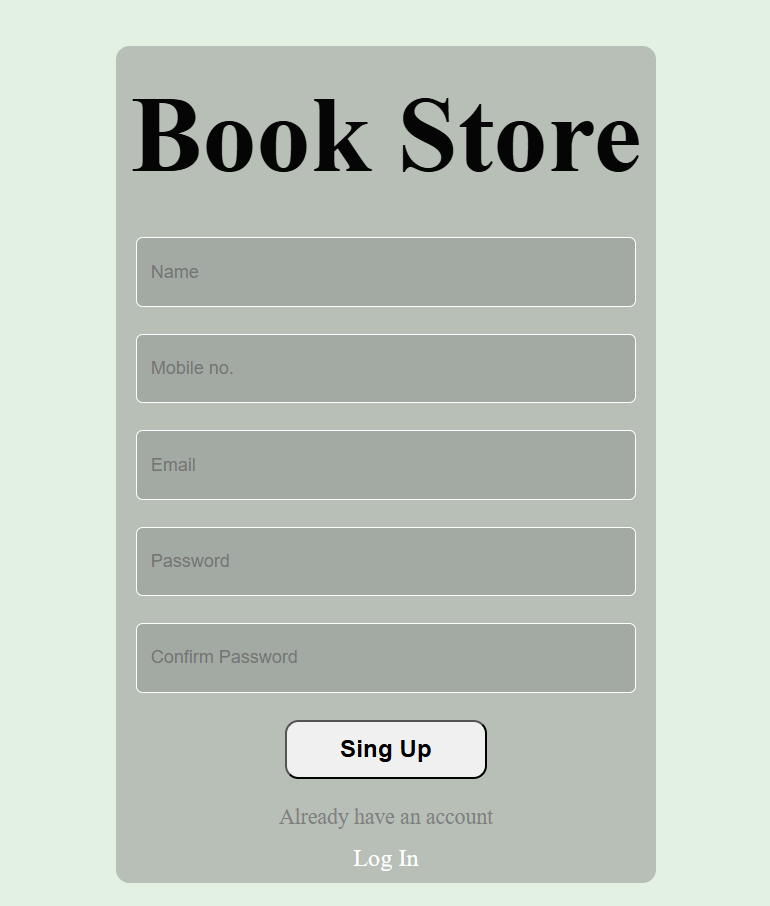 Book Store
Name
Mobile no.
Email
Password
Confirm Password
Sing Up
Already have an account
Log In